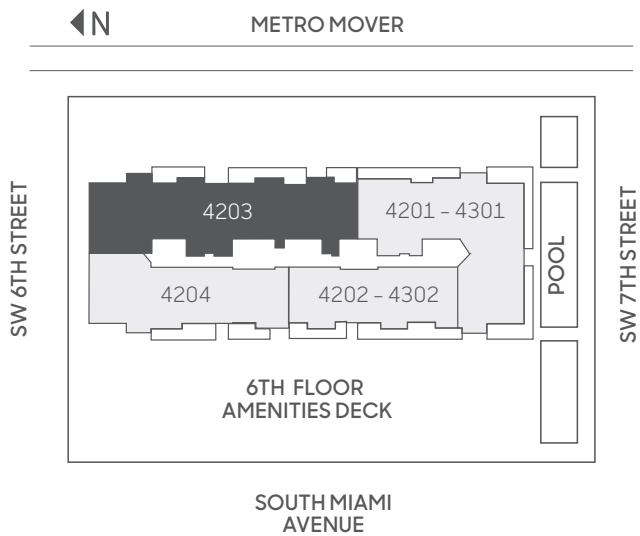 N
METRO MOVER
SW 6TH STREET
4203
4201 - 4301
POOL
SW 7TH STREET
4204
4202 - 4302
6TH FLOOR
AMENITIES DECK
SOUTH MIAMI
AVENUE